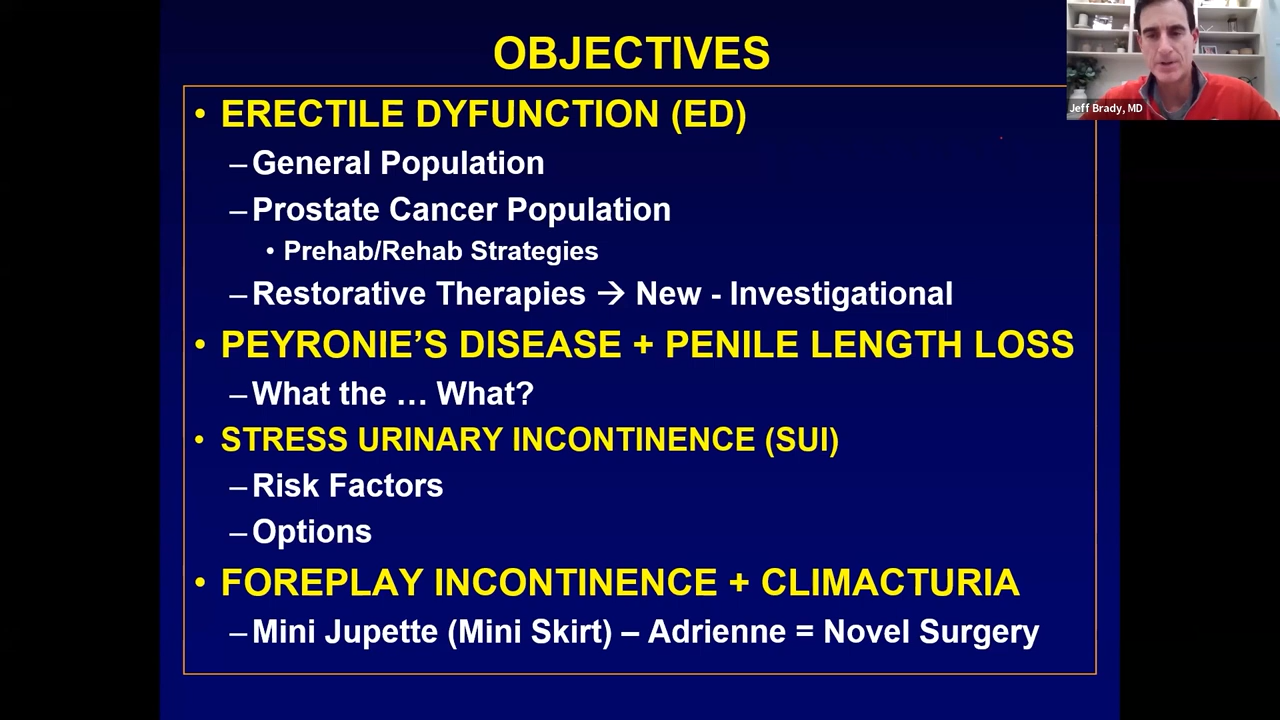 OBJECTIVES
• ERECTILE DYFUNCTION (ED)
– General Population
– Prostate Cancer Population
• Prehab/Rehab Strategies
– Restorative Therapies → New - Investigational
• PEYRONIE’S DISEASE + PENILE LENGTH LOSS
– What the … What?
• STRESS URINARY INCONTINENCE (SUI)
– Risk Factors
– Options
• FOREPLAY INCONTINENCE + CLIMACTURIA
– Mini Jupette (Mini Skirt) – Adrienne = Novel Surgery
Jeff Brady, MD